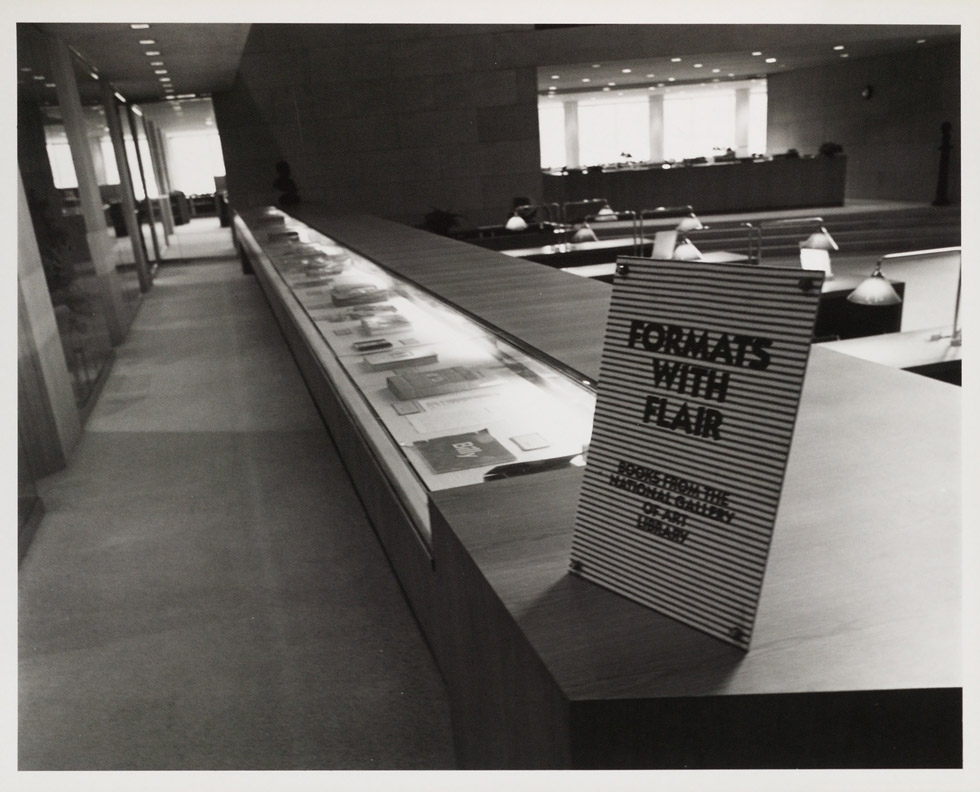 FORMATS
WITH
FLAIR
BOOKS FROM THE
NATIONAL GALLERY
OF ART
LIBRARY